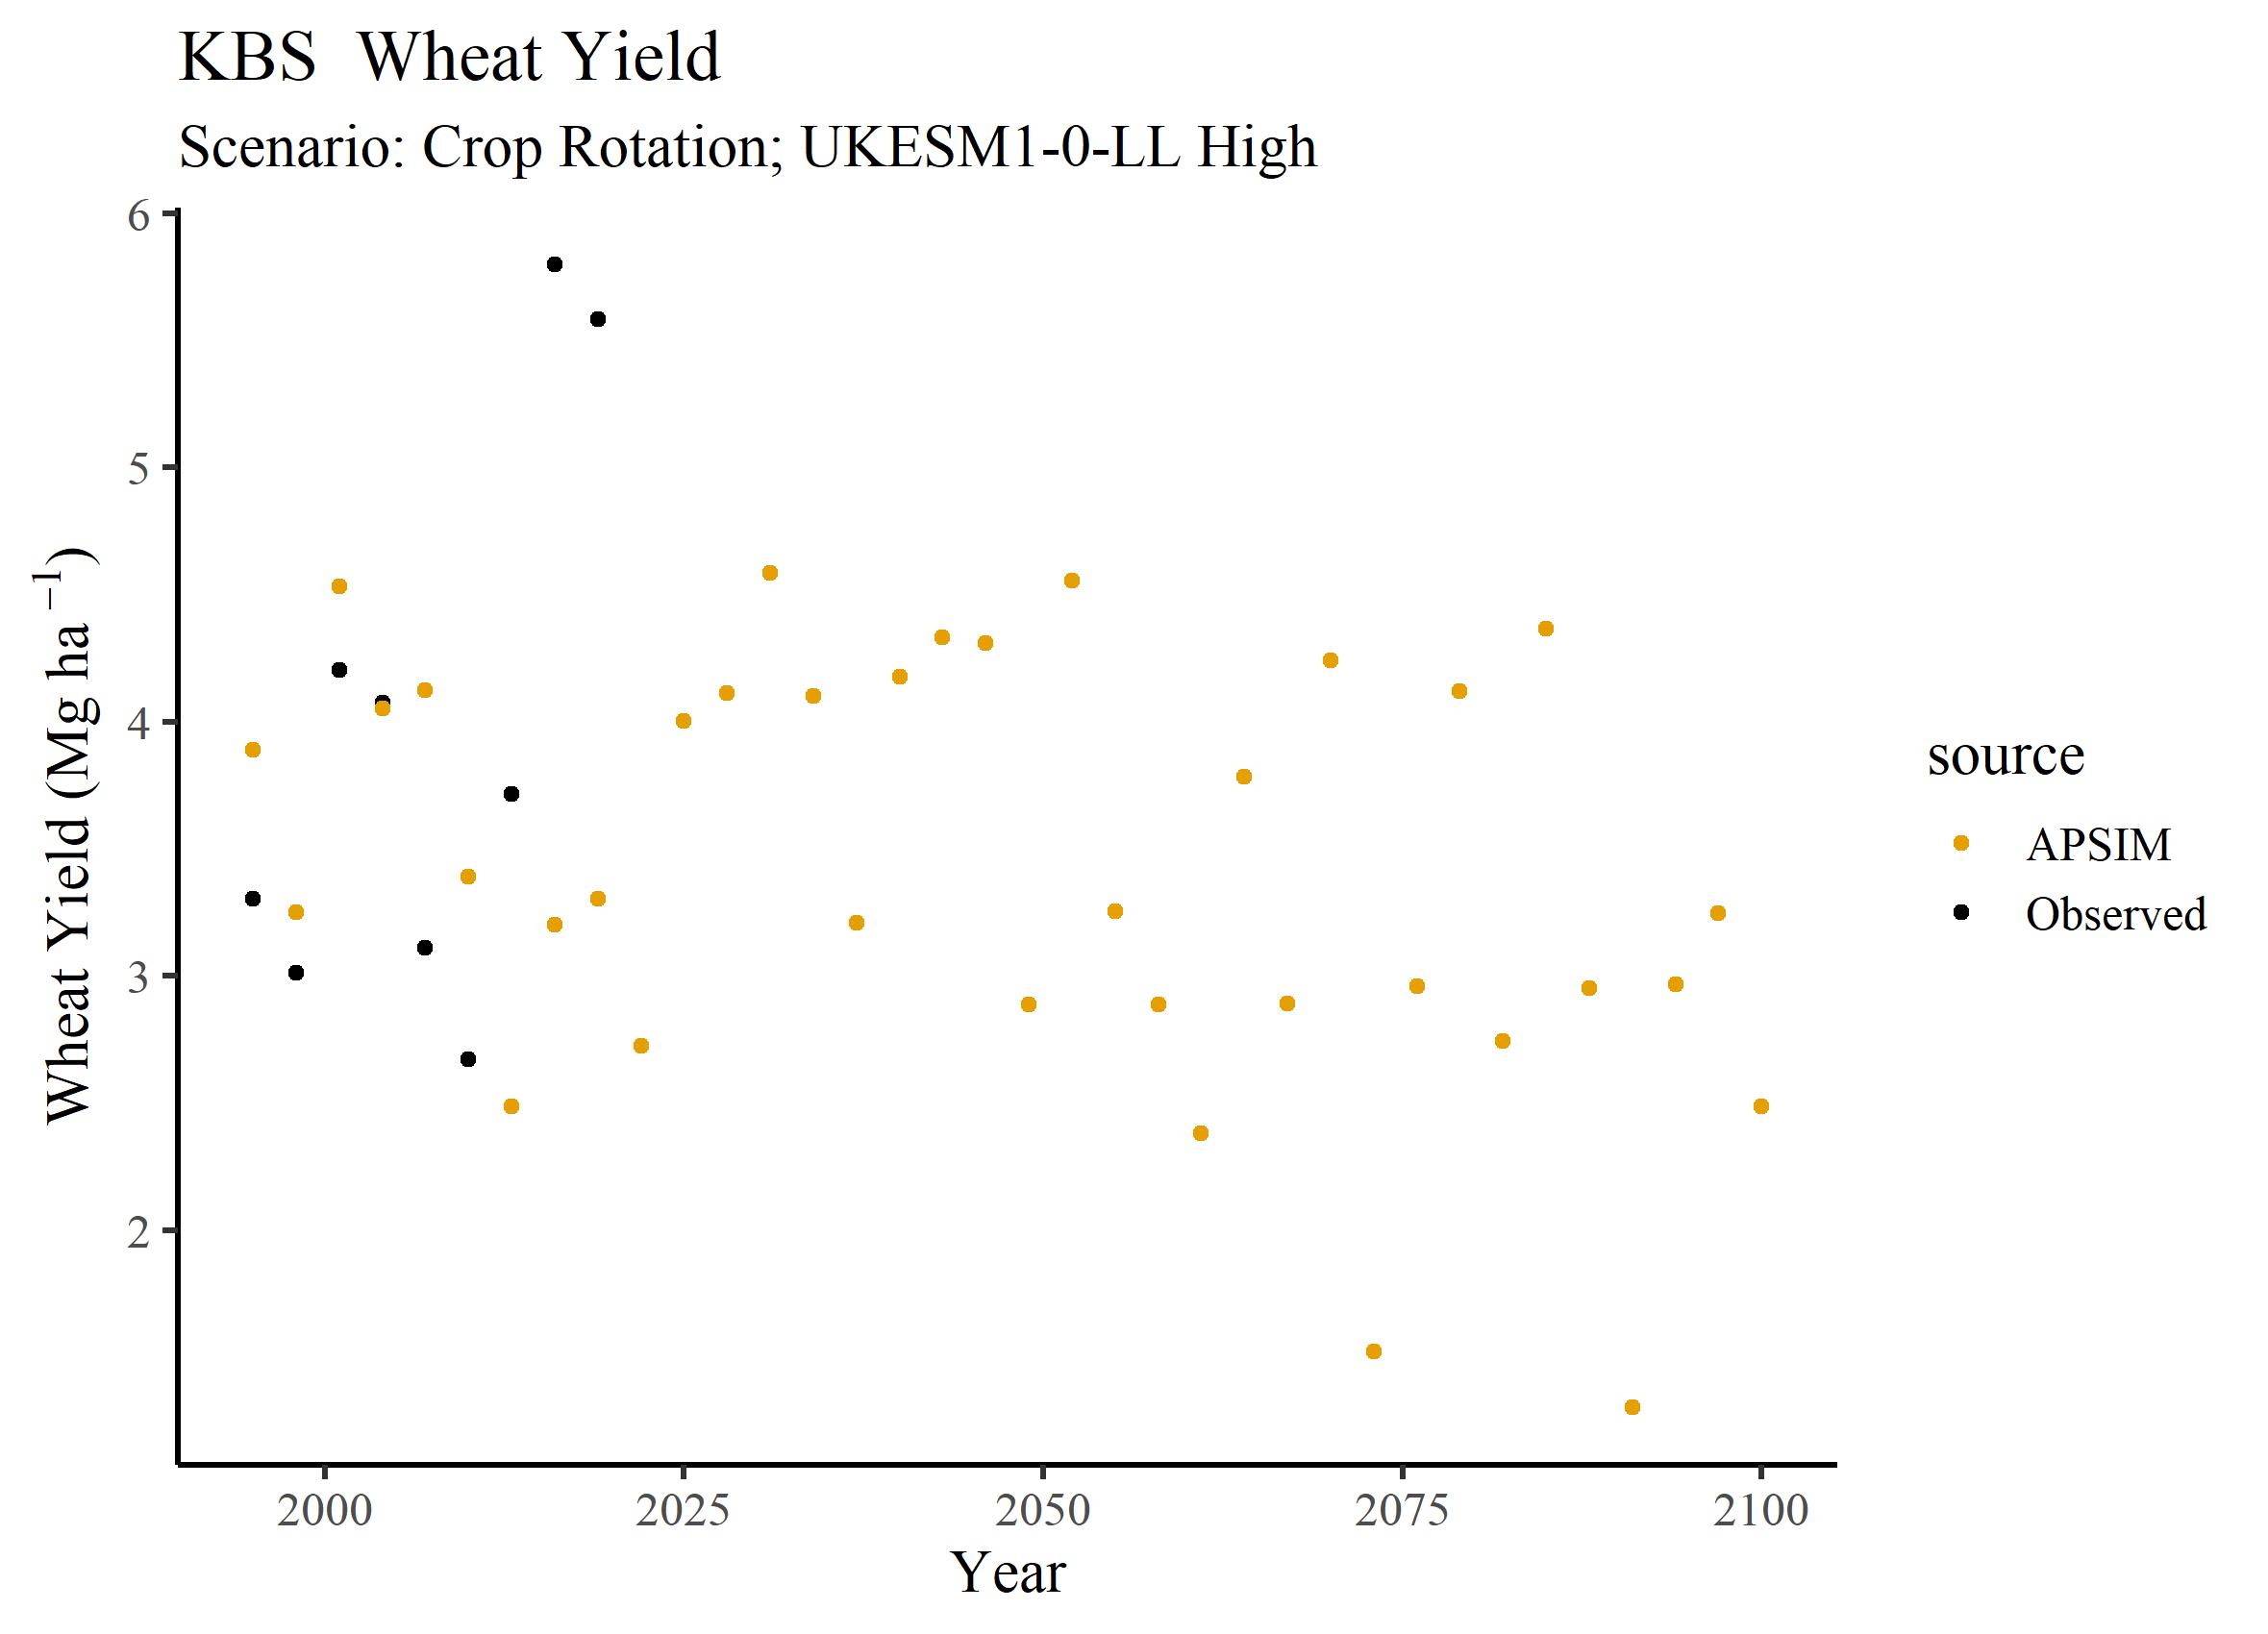 KBS  Wheat Yield
Scenario: Crop Rotation; UKESM1-0-LL High
6
5
4
3
2
Wheat Yield (Mg ha⁻¹)
2000 2025 2050 2075 2100
Year
source
APSIM
Observed